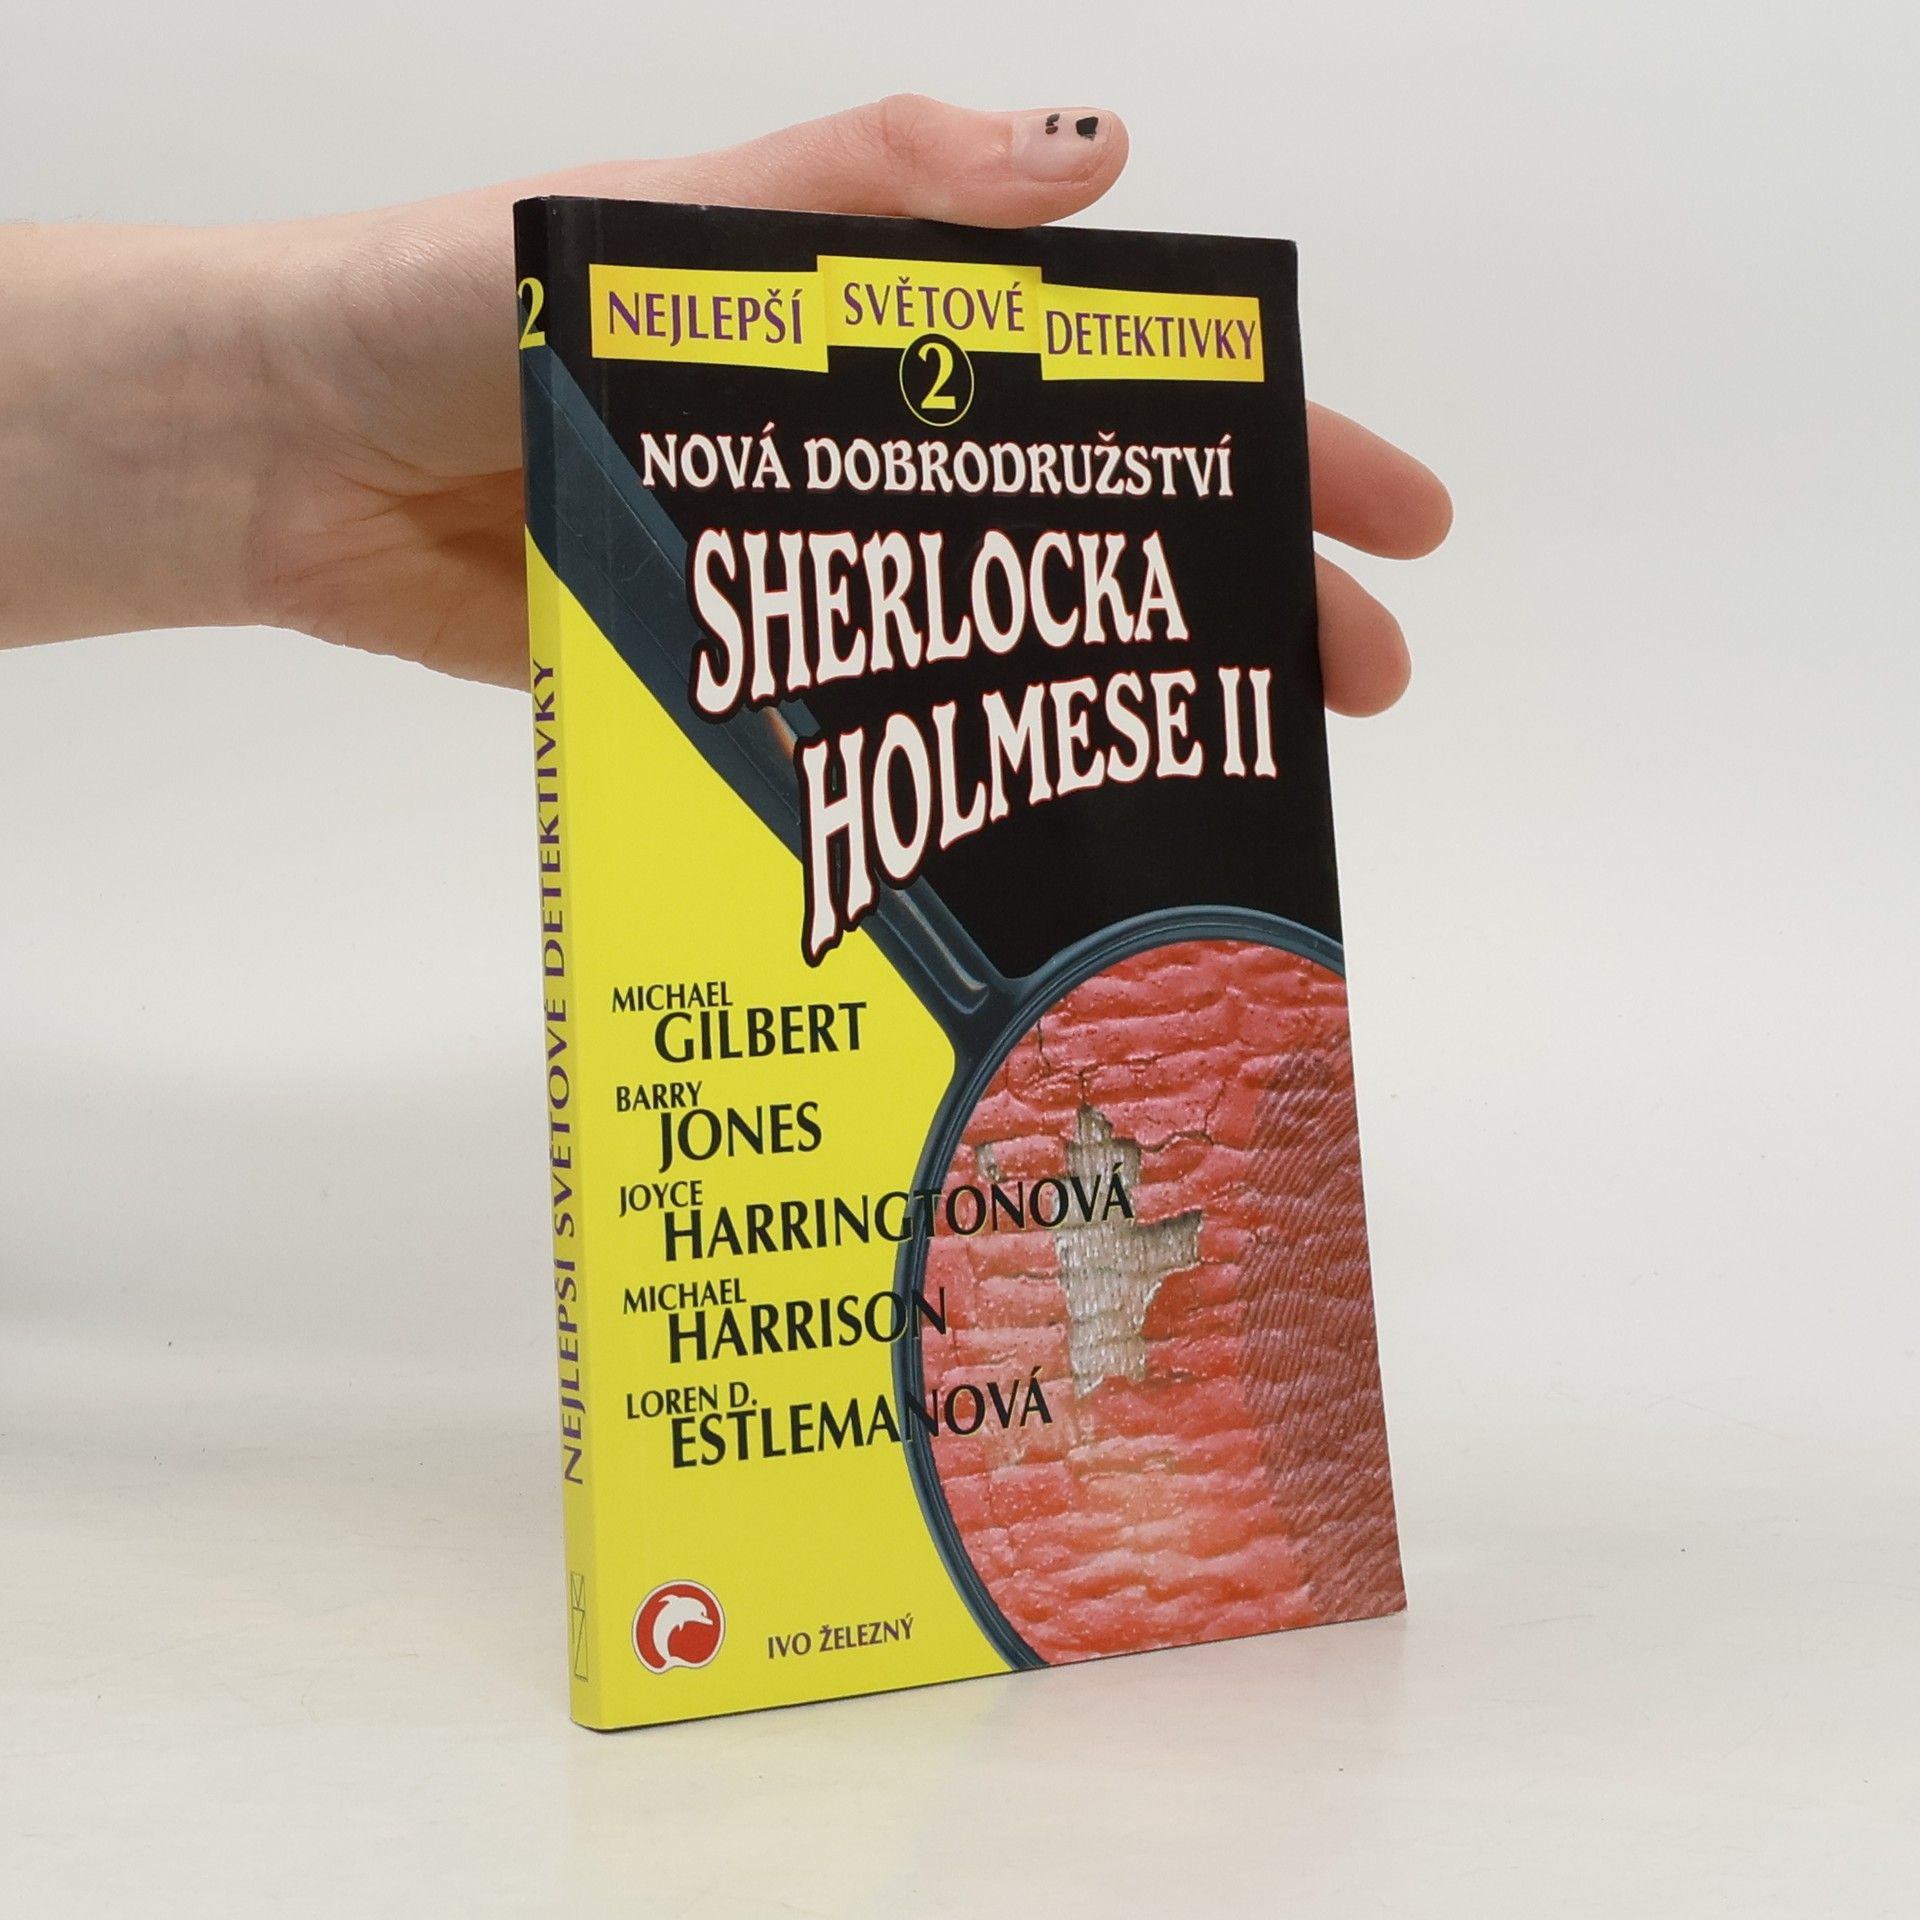 NEJLEPŠÍ SVĚTOVÉ DETEKTIVKY
2
NOVÁ DOBRODRUŽSTVÍ
SHERLOCKA
HOLMESE II
MICHAEL
GILBERT
BARRY
JONES
JOYCE
HARRINGTONOVÁ
MICHAEL
HARRISON
LOREN D.
ESTLEMANOVÁ
IVO ŽELEZNÝ
2
NEJLEPŠÍ SVĚTOVÉ DETEKTIVKY